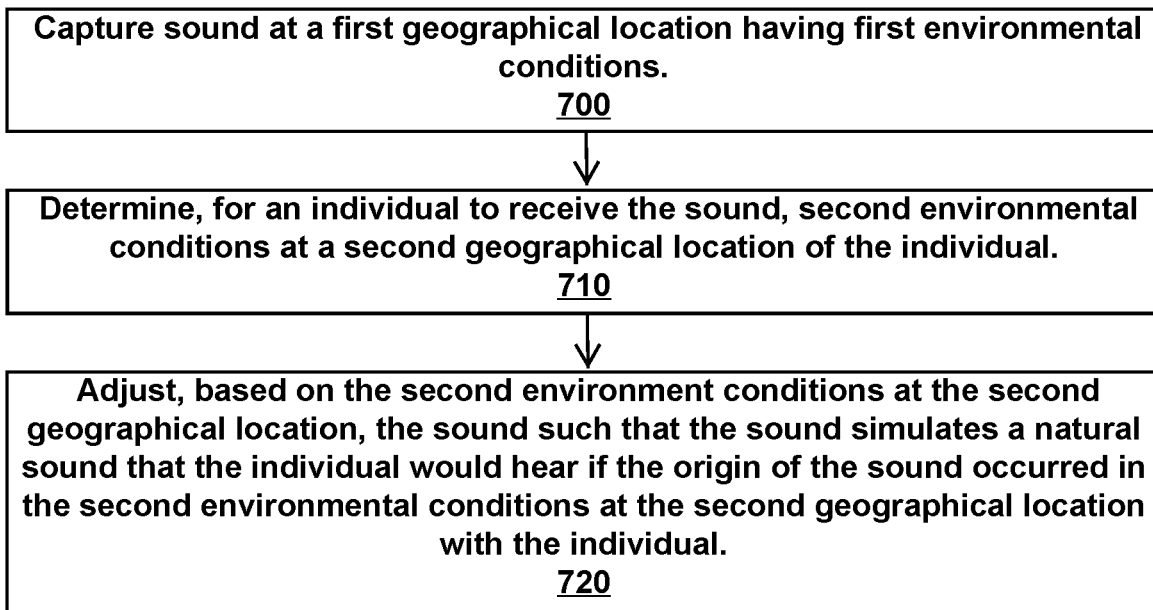 Capture sound at a first geographical location having first environmental
conditions.
700
Determine, for an individual to receive the sound, second environmental
conditions at a second geographical location of the individual.
710
Adjust, based on the second environment conditions at the second
geographical location, the sound such that the sound simulates a natural
sound that the individual would hear if the origin of the sound occurred in
the second environmental conditions at the second geographical location
with the individual.
720